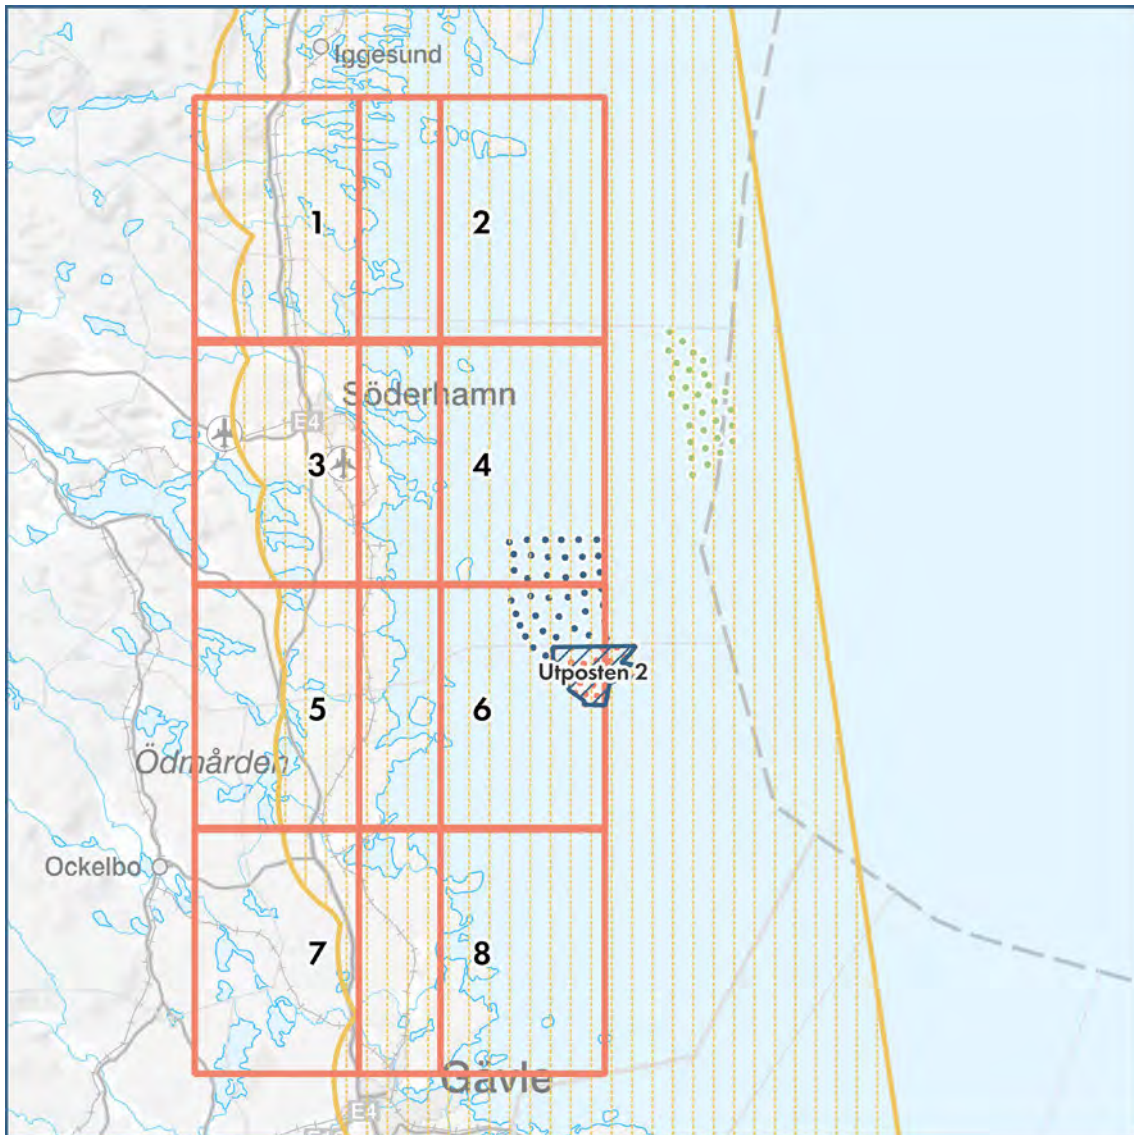 Iggesund
1
2
Söderhamn
E4
3
4
Utposten 2
5
6
Ödmården
Ockelbo
7
8
Gävle
E4